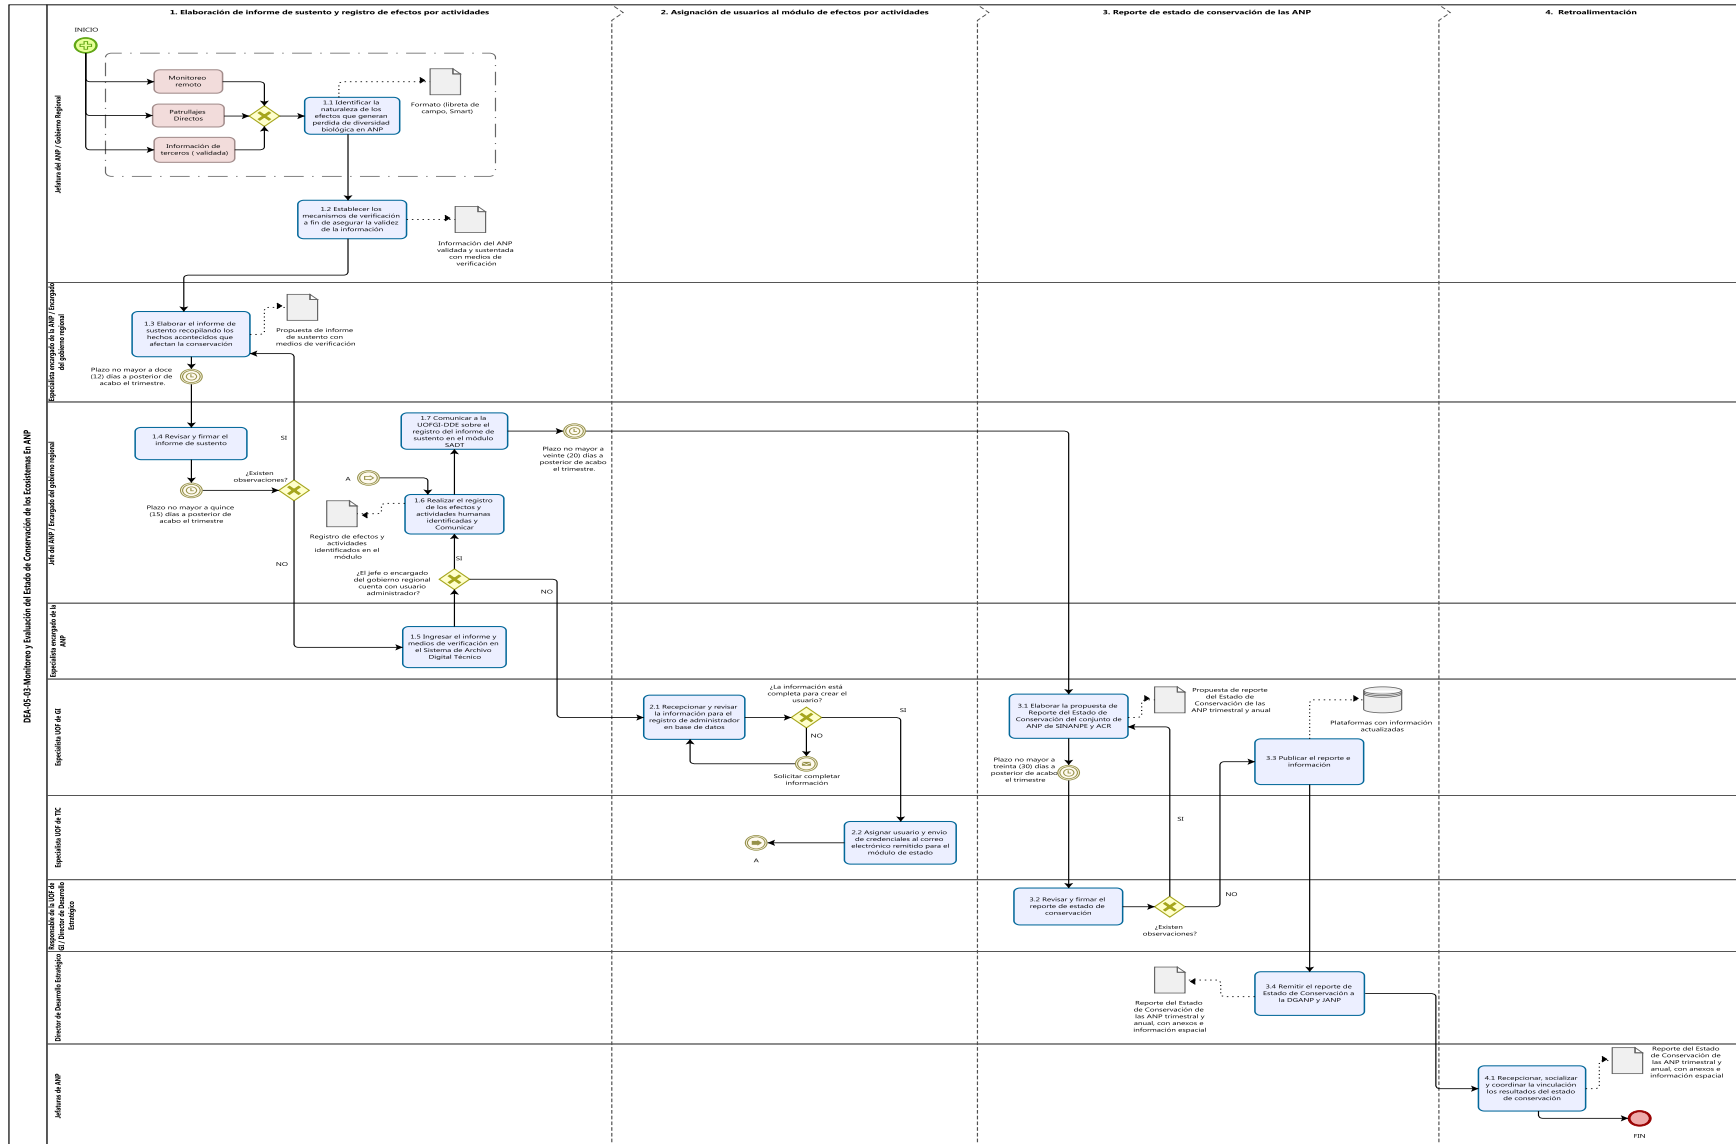 1. Elaboración de informe de sustento y registro de efectos por actividades
2. Asignación de usuarios al módulo de efectos por actividades
3. Reporte de estado de conservación de las ANP
4. Retroalimentación
DEA-05-03-Monitoreo y Evaluación del Estado de Conservación de los Ecosistemas En ANP
Jefatura del ANP / Gobierno Regional
INICIO
Monitoreo
remoto
Patrullajes
Directos
Información de
terceros ( validada)
1.1 Identificar la
naturaleza de los
efectos que generan
perdida de diversidad
biológica en ANP
Formato (libreta de
campo, Smart)
1.2 Establecer los
mecanismos de verificación
a fin de asegurar la validez
de la información
Información del ANP
validada y sustentada
con medios de
verificación
Especialista encargado de la ANP / Encargado
del gobierno regional
1.3 Elaborar el informe de
sustento recopilando los
hechos acontecidos que
afectan la conservación
Propuesta de informe
de sustento con
medios de verificación
Plazo no mayor a doce
(12) días a posterior de
acabo el trimestre.
Jefe del ANP / Encargado del gobierno regional
1.4 Revisar y firmar el
informe de sustento
SI
¿Existen
observaciones?
Plazo no mayor a quince
(15) días a posterior de
acabo el trimestre
NO
1.7 Comunicar a la
UOFGI-DDE sobre el
registro del informe de
sustento en el módulo
SADT
Plazo no mayor a
veinte (20) días a
posterior de acabo
el trimestre.
A
1.6 Realizar el registro
de los efectos y
actividades humanas
identificadas y
Comunicar
Registro de efectos y
actividades
identificados en el
módulo
SI
¿El jefe o encargado
del gobierno regional
cuenta con usuario
administrador?
NO
Especialista encargado de la
ANP
1.5 Ingresar el informe y
medios de verificación en
el Sistema de Archivo
Digital Técnico
Especialista UOF de GI
2.1 Recepcionar y revisar
la información para el
registro de administrador
en base de datos
¿La información está
completa para crear el
usuario?
SI
NO
Solicitar completar
información
3.1 Elaborar la propuesta de
Reporte del Estado de
Conservación del conjunto de
ANP de SINANPE y ACR
Propuesta de reporte
del Estado de
Conservación de las
ANP trimestral y anual
Plazo no mayor a
treinta (30) días a
posterior de acabo
el trimestre
Plataformas con información
actualizadas
3.3 Publicar el reporte e
información
Especialista UOF de TIC
2.2 Asignar usuario y envio
de credenciales al correo
electrónico remitido para el
módulo de estado
A
SI
Responsable de la UOF de
GI / Director de Desarrollo
Estratégico
3.2 Revisar y firmar el
reporte de estado de
conservación
¿Existen
observaciones?
NO
Director de Desarrollo Estratégico
Reporte del Estado
de Conservación de
las ANP trimestral y
anual, con anexos e
información espacial
3.4 Remitir el reporte de
Estado de Conservación a
la DGANP y JANP
Jefaturas de ANP
4.1 Recepcionar, socializar
y coordinar la vinculación
los resultados del estado
de conservación
Reporte del Estado
de Conservación de
las ANP trimestral y
anual, con anexos e
información espacial
FIN